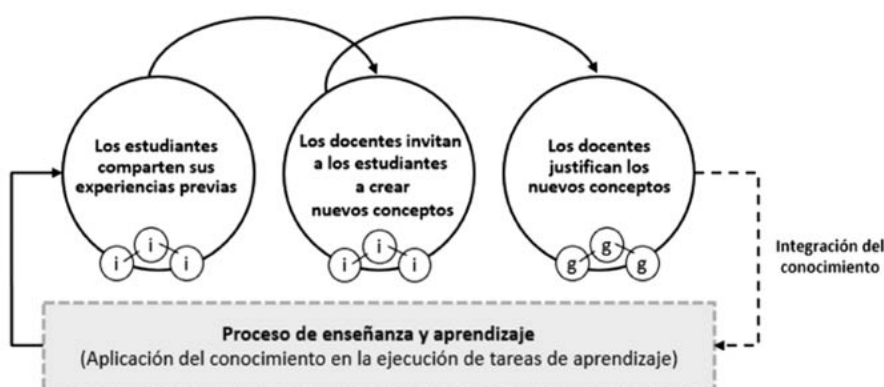 Los estudiantes
comparten sus
experiencias previas
i
i
i
Los docentes invitan
a los estudiantes
a crear
nuevos conceptos
i
i
i
Los docentes
justifican los
nuevos conceptos
g
g
g
Integración del
conocimiento
Proceso de enseñanza y aprendizaje
(Aplicación del conocimiento en la ejecución de tareas de aprendizaje)